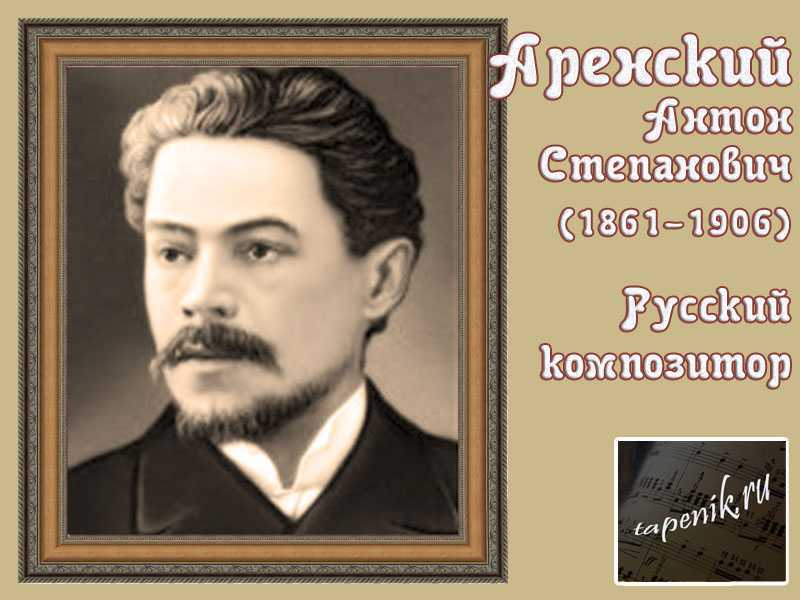 Аренский
Антон
Степанович
(1861-1906)
Русский
композитор
tapenik.ru